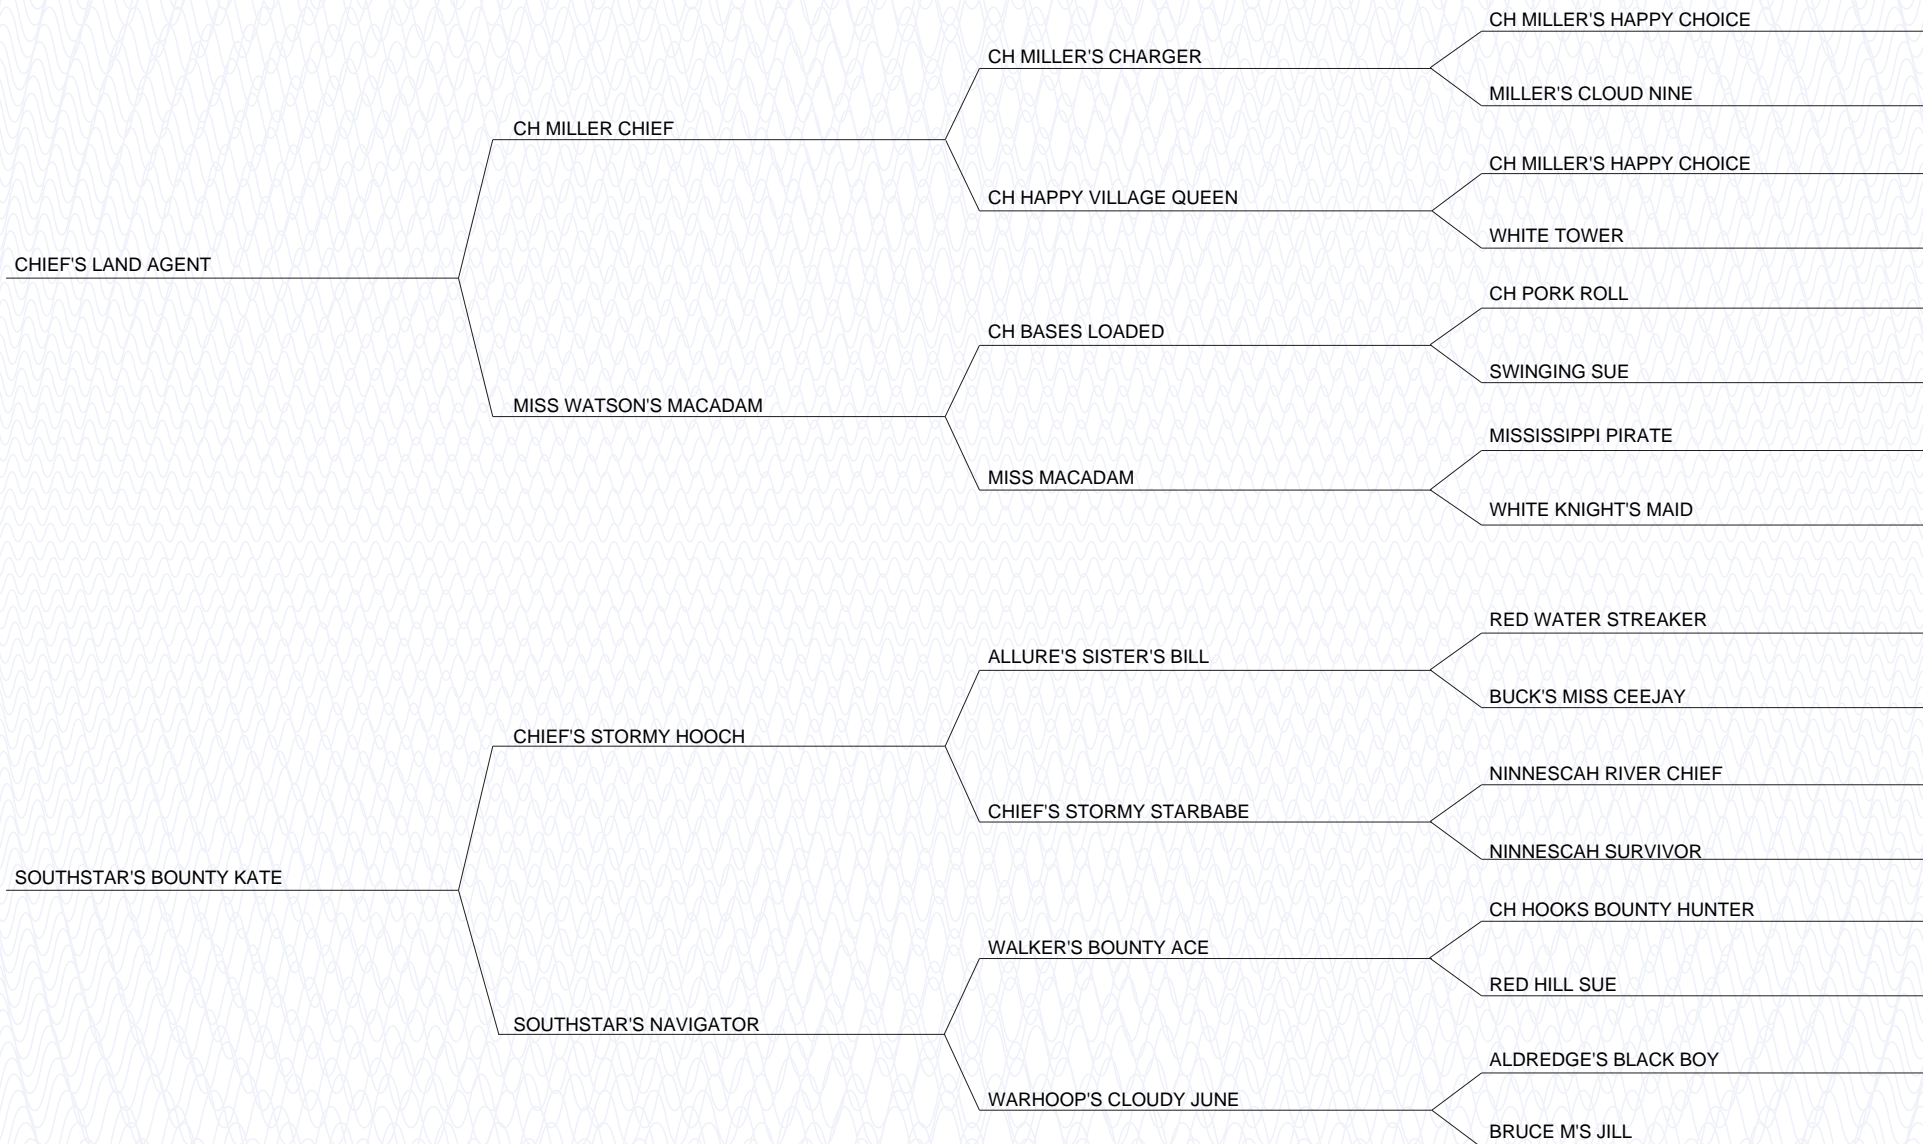 CH MILLER'S HAPPY CHOICE
CH MILLER'S CHARGER
MILLER'S CLOUD NINE
CH MILLER CHIEF
CH MILLER'S HAPPY CHOICE
CH HAPPY VILLAGE QUEEN
WHITE TOWER
CHIEF'S LAND AGENT
CH PORK ROLL
CH BASES LOADED
SWINGING SUE
MISS WATSON'S MACADAM
MISSISSIPPI PIRATE
MISS MACADAM
WHITE KNIGHT'S MAID
RED WATER STREAKER
ALLURE'S SISTER'S BILL
BUCK'S MISS CEEJAY
CHIEF'S STORMY HOOCH
NINNESCAH RIVER CHIEF
CHIEF'S STORMY STARBABE
NINNESCAH SURVIVOR
SOUTHSTAR'S BOUNTY KATE
CH HOOKS BOUNTY HUNTER
WALKER'S BOUNTY ACE
RED HILL SUE
SOUTHSTAR'S NAVIGATOR
ALDREDGE'S BLACK BOY
WARHOOP'S CLOUDY JUNE
BRUCE M'S JILL